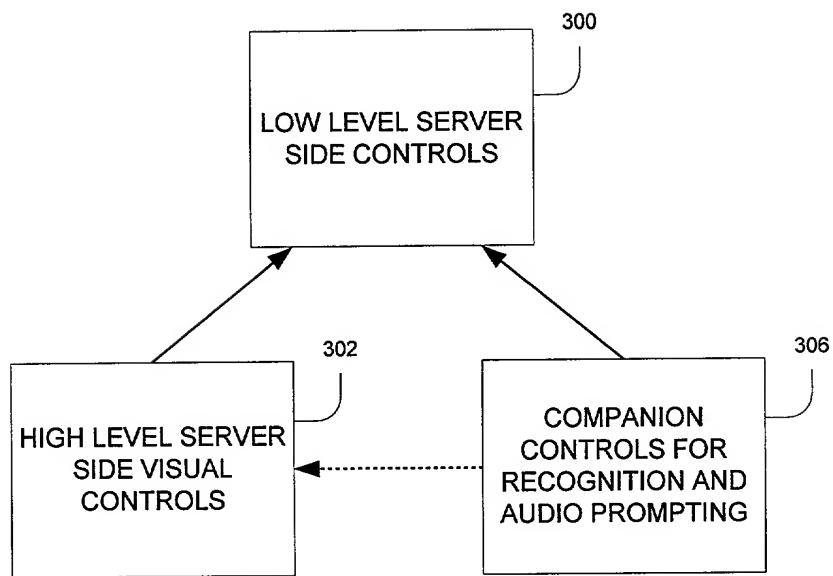 300
LOW LEVEL SERVER
SIDE CONTROLS
302
HIGH LEVEL SERVER
SIDE VISUAL
CONTROLS
306
COMPANION
CONTROLS FOR
RECOGNITION AND
AUDIO PROMPTING